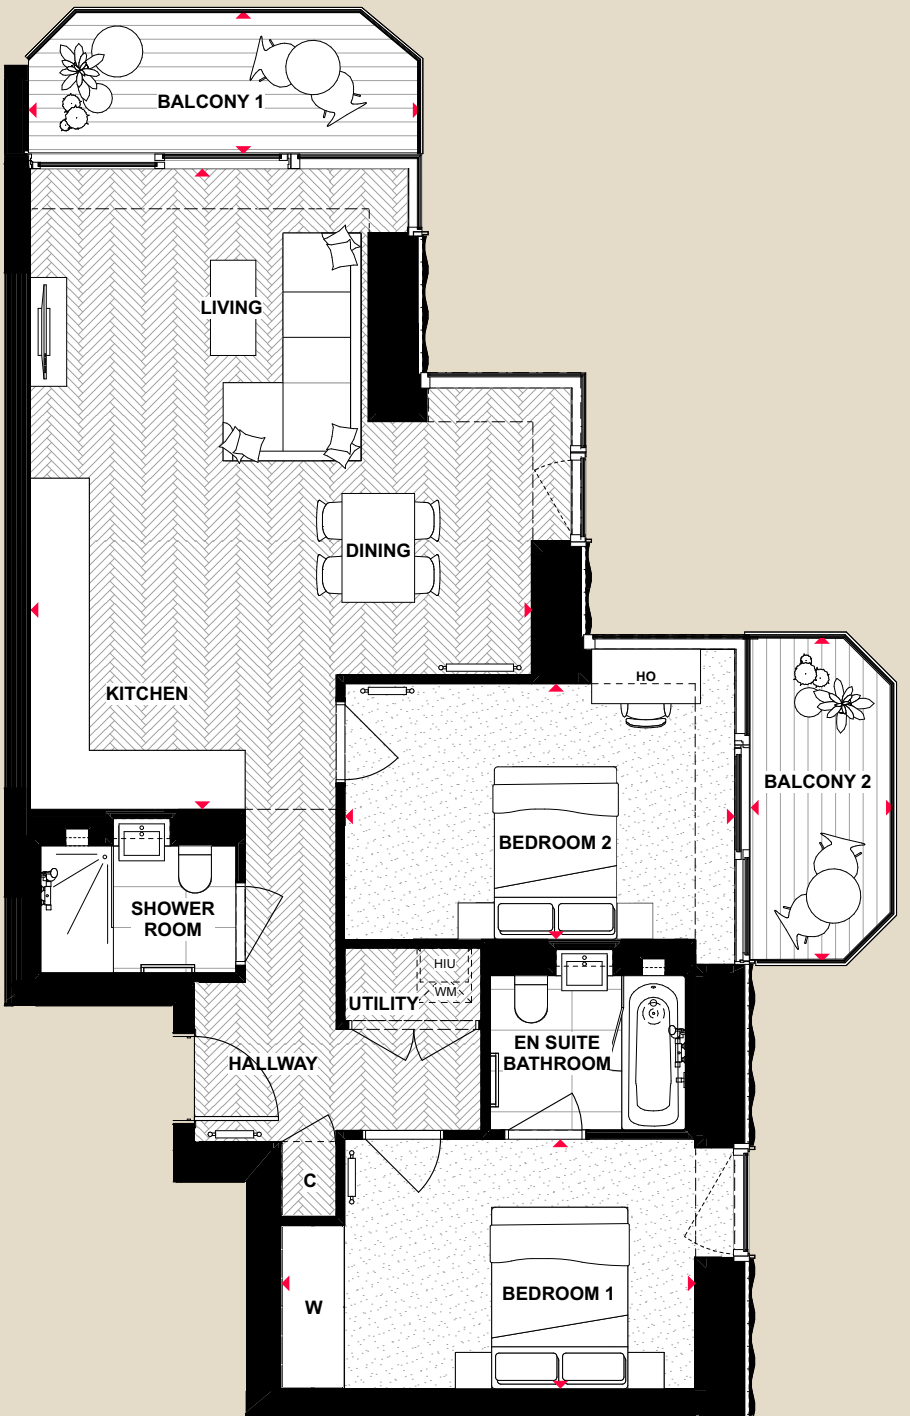 BALCONY 1
LIVING
DINING
KITCHEN
HO
BALCONY 2
BEDROOM 2
SHOWER
ROOM
HIU
WM
UTILITY
EN SUITE
BATHROOM
HALLWAY
C
W
BEDROOM 1